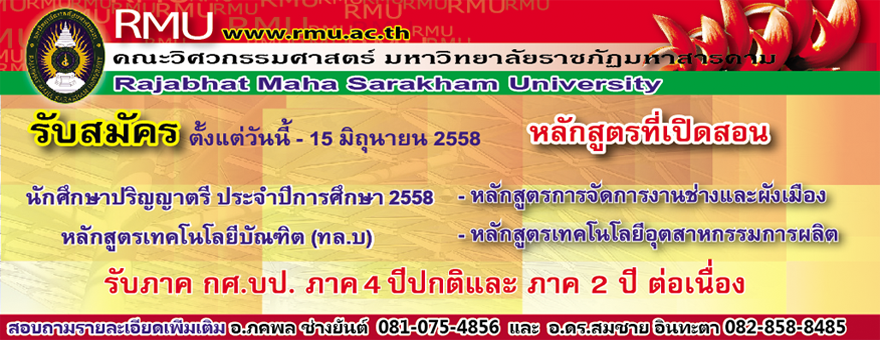 RMU RMU RMU RMU
RMU www.rmu.ac.th
คณะวิศวกรรมศาสตร์ มหาวิทยาลัยราชภัฏมหาสารคาม
Rajabhat Maha Sarakham University
รับสมัคร ตั้งแต่วันนี้ - 15 มิถุนายน 2558
หลักสูตรที่เปิดสอน
นักศึกษาปริญญาตรี ประจำปีการศึกษา 2558
หลักสูตรเทคโนโลยีบัณฑิต (ทล.บ)
- หลักสูตรการจัดการงานช่างและผังเมือง
- หลักสูตรเทคโนโลยีอุตสาหกรรมการผลิต
รับภาค กศ.บป. ภาค 4 ปีปกติและ ภาค 2 ปี ต่อเนื่อง
สอบถามรายละเอียดเพิ่มเติม อ.ภคพล ช่างยันต์ 081-075-4856 และ อ.ดร.สมชาย อินทะตา 082-858-8485